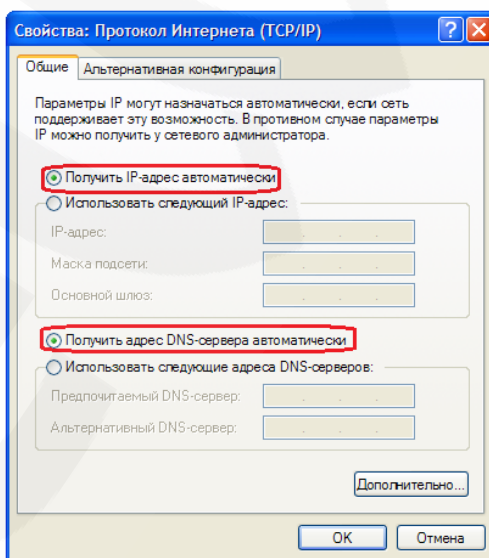 Свойства: Протокол Интернета (TCP/IP)
Общие
Альтернативная конфигурация
Параметры IP могут назначаться автоматически, если сеть
поддерживает эту возможность. В противном случае параметры
IP можно получить у сетевого администратора.
Получить IP-адрес автоматически
Использовать следующий IP-адрес:
IP-адрес:
Маска подсети:
Основной шлюз:
Получить адрес DNS-сервера автоматически
Использовать следующие адреса DNS-серверов:
Предпочитаемый DNS-сервер:
Альтернативный DNS-сервер:
Дополнительно...
OK
Отмена